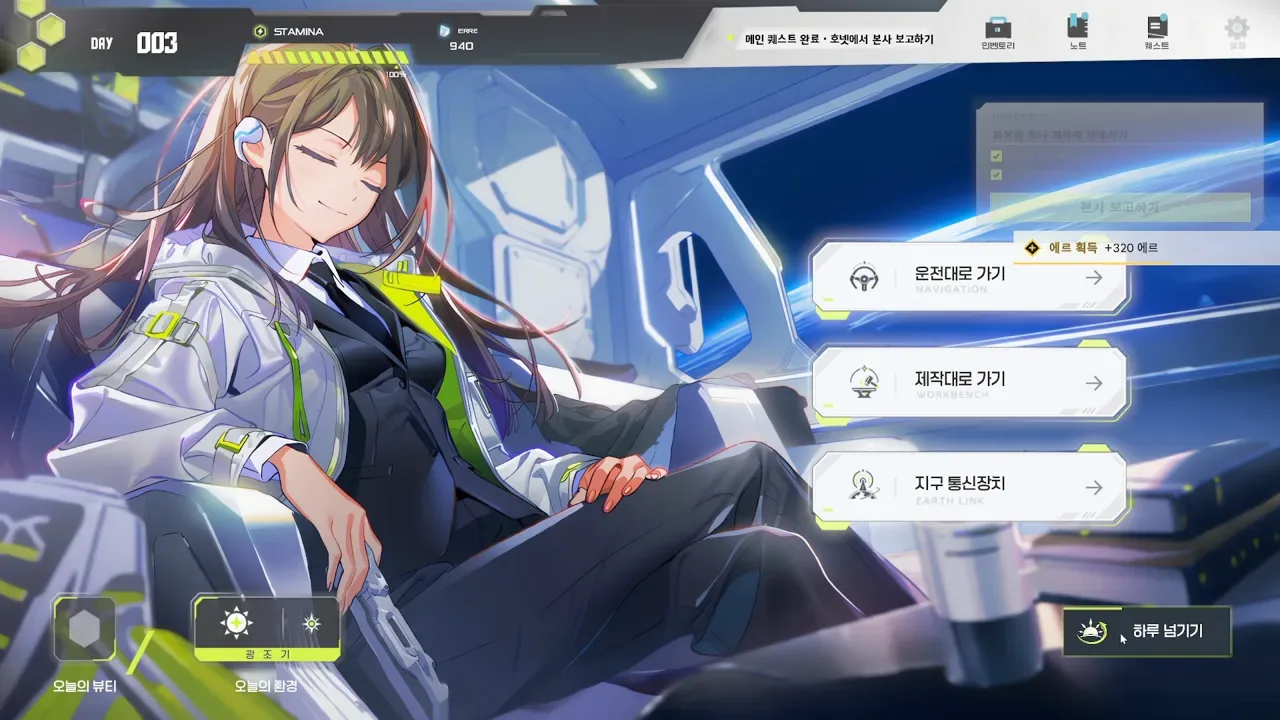 DAY 003
STAMINA
100%
ERRE
940
메인 퀘스트 완료 · 호넷에서 본사 보고하기
인벤토리
노트
퀘스트
본사 보고하기
에르 획득 +320 에르
운전대로 가기
NAVIGATION
제작대로 가기
WORKBENCH
지구 통신장치
EARTH LINK
광조기
오늘의 뷰티
오늘의 환경
하루 넘기기